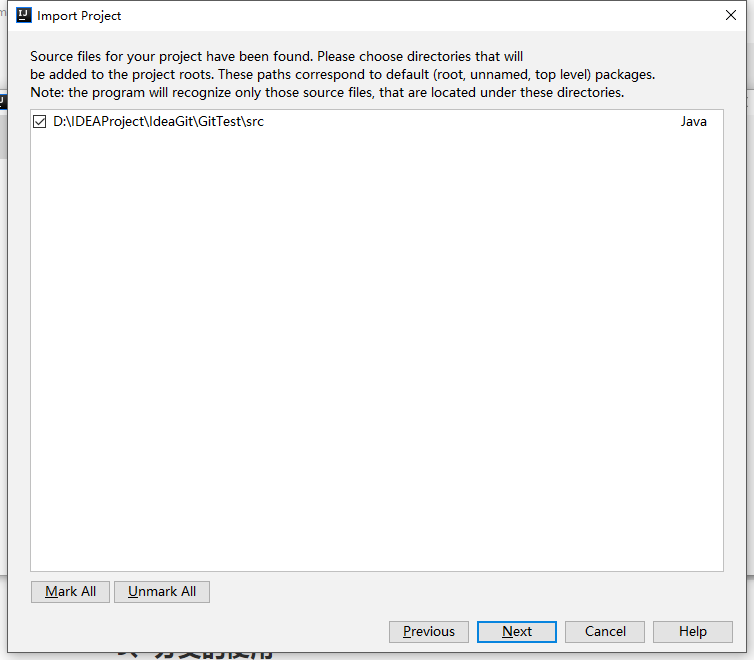 Import Project
Source files for your project have been found. Please choose directories that will
be added to the project roots. These paths correspond to default (root, unnamed, top level) packages.
Note: the program will recognize only those source files, that are located under these directories.
D:\IDEAProject\IdeaGit\GitTest\src Java
Mark All Unmark All
Previous Next Cancel Help